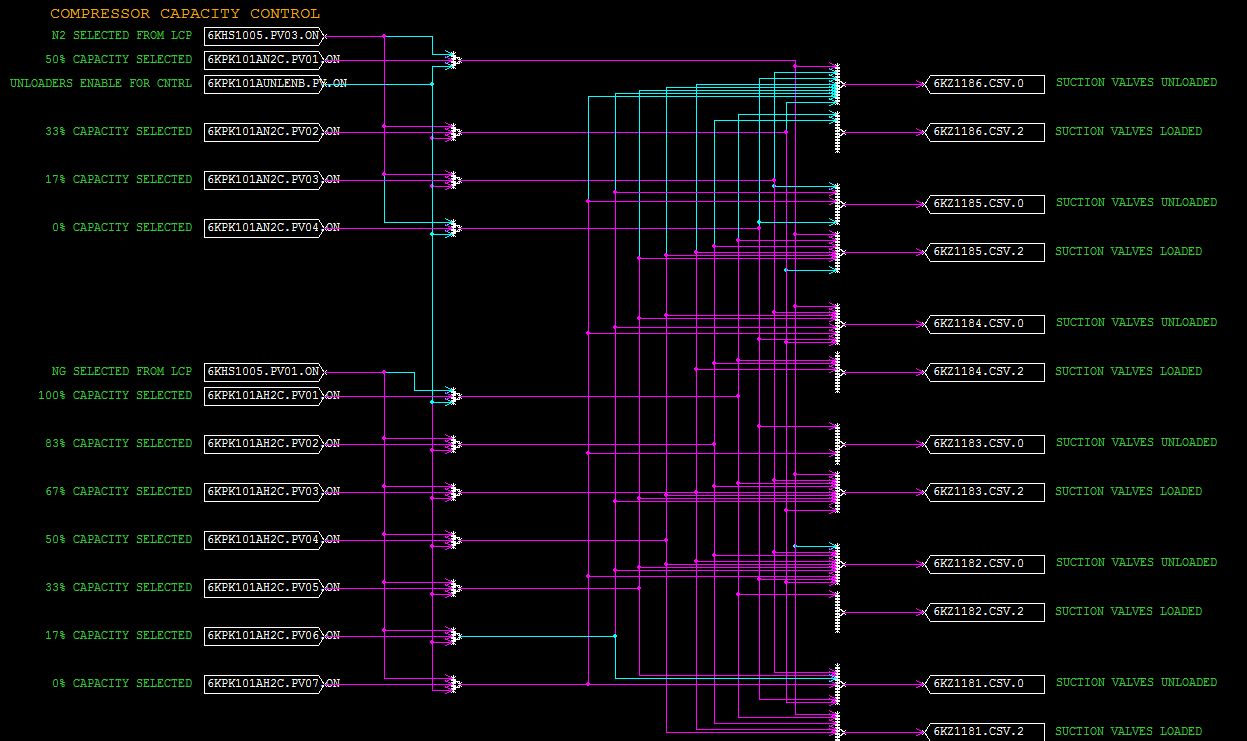 COMPRESSOR CAPACITY CONTROL
N2 SELECTED FROM LCP 6KHS1005.PV03.ON
50% CAPACITY SELECTED 6KPK101AN2C.PV01.ON
UNLOADERS ENABLE FOR CNTRL 6KPK101AUNLENB.PV.ON 6KZ1186.CSV.0 SUCTION VALVES UNLOADED
33% CAPACITY SELECTED 6KPK101AN2C.PV02.ON 6KZ1186.CSV.2 SUCTION VALVES LOADED
17% CAPACITY SELECTED 6KPK101AN2C.PV03.ON
6KZ1185.CSV.0 SUCTION VALVES UNLOADED
0% CAPACITY SELECTED 6KPK101AN2C.PV04.ON
6KZ1185.CSV.2 SUCTION VALVES LOADED
6KZ1184.CSV.0 SUCTION VALVES UNLOADED
NG SELECTED FROM LCP 6KHS1005.PV01.ON 6KZ1184.CSV.2 SUCTION VALVES LOADED
100% CAPACITY SELECTED 6KPK101AH2C.PV01.ON
83% CAPACITY SELECTED 6KPK101AH2C.PV02.ON 6KZ1183.CSV.0 SUCTION VALVES UNLOADED
67% CAPACITY SELECTED 6KPK101AH2C.PV03.ON 6KZ1183.CSV.2 SUCTION VALVES LOADED
50% CAPACITY SELECTED 6KPK101AH2C.PV04.ON
6KZ1182.CSV.0 SUCTION VALVES UNLOADED
33% CAPACITY SELECTED 6KPK101AH2C.PV05.ON
6KZ1182.CSV.2 SUCTION VALVES LOADED
17% CAPACITY SELECTED 6KPK101AH2C.PV06.ON
0% CAPACITY SELECTED 6KPK101AH2C.PV07.ON 6KZ1181.CSV.0 SUCTION VALVES UNLOADED
6KZ1181.CSV.2 SUCTION VALVES LOADED